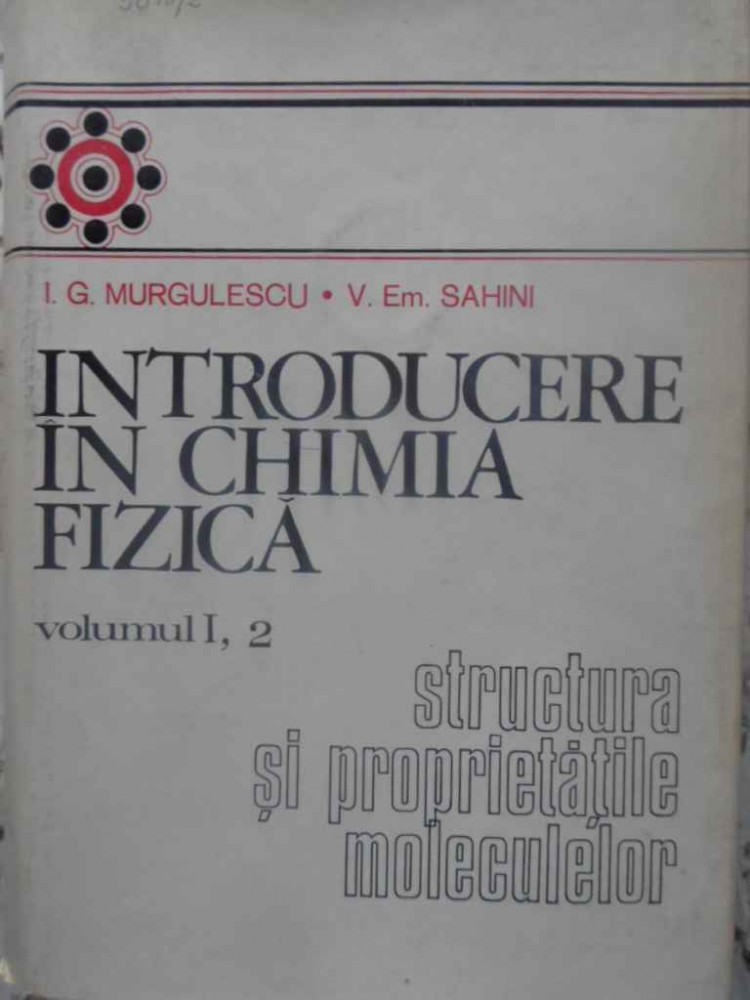 I. G. MURGULESCU • V. Em. SAHINI
INTRODUCERE
ÎN CHIMIA
FIZICĂ
volumul I, 2
structura
și proprietățile
moleculelor